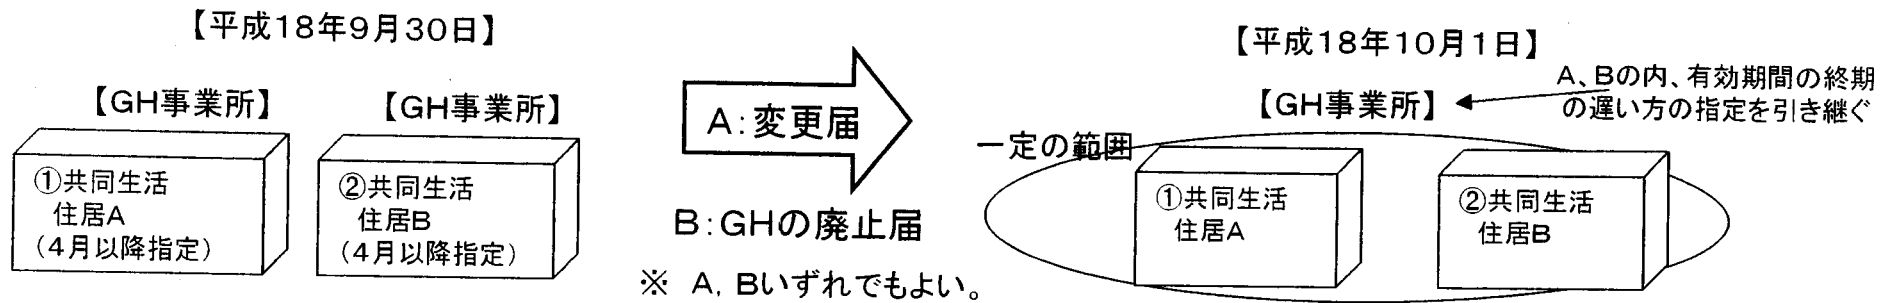 【平成18年9月30日】
【GH事業所】 【GH事業所】
①共同生活
住居A
(4月以降指定)
②共同生活
住居B
(4月以降指定)
A:変更届
B:GHの廃止届
※ A,Bいずれでもよい。
【平成18年10月1日】
A、Bの内、有効期間の終期
の遅い方の指定を引き継ぐ
【GH事業所】
一定の範囲
①共同生活
住居A
②共同生活
住居B